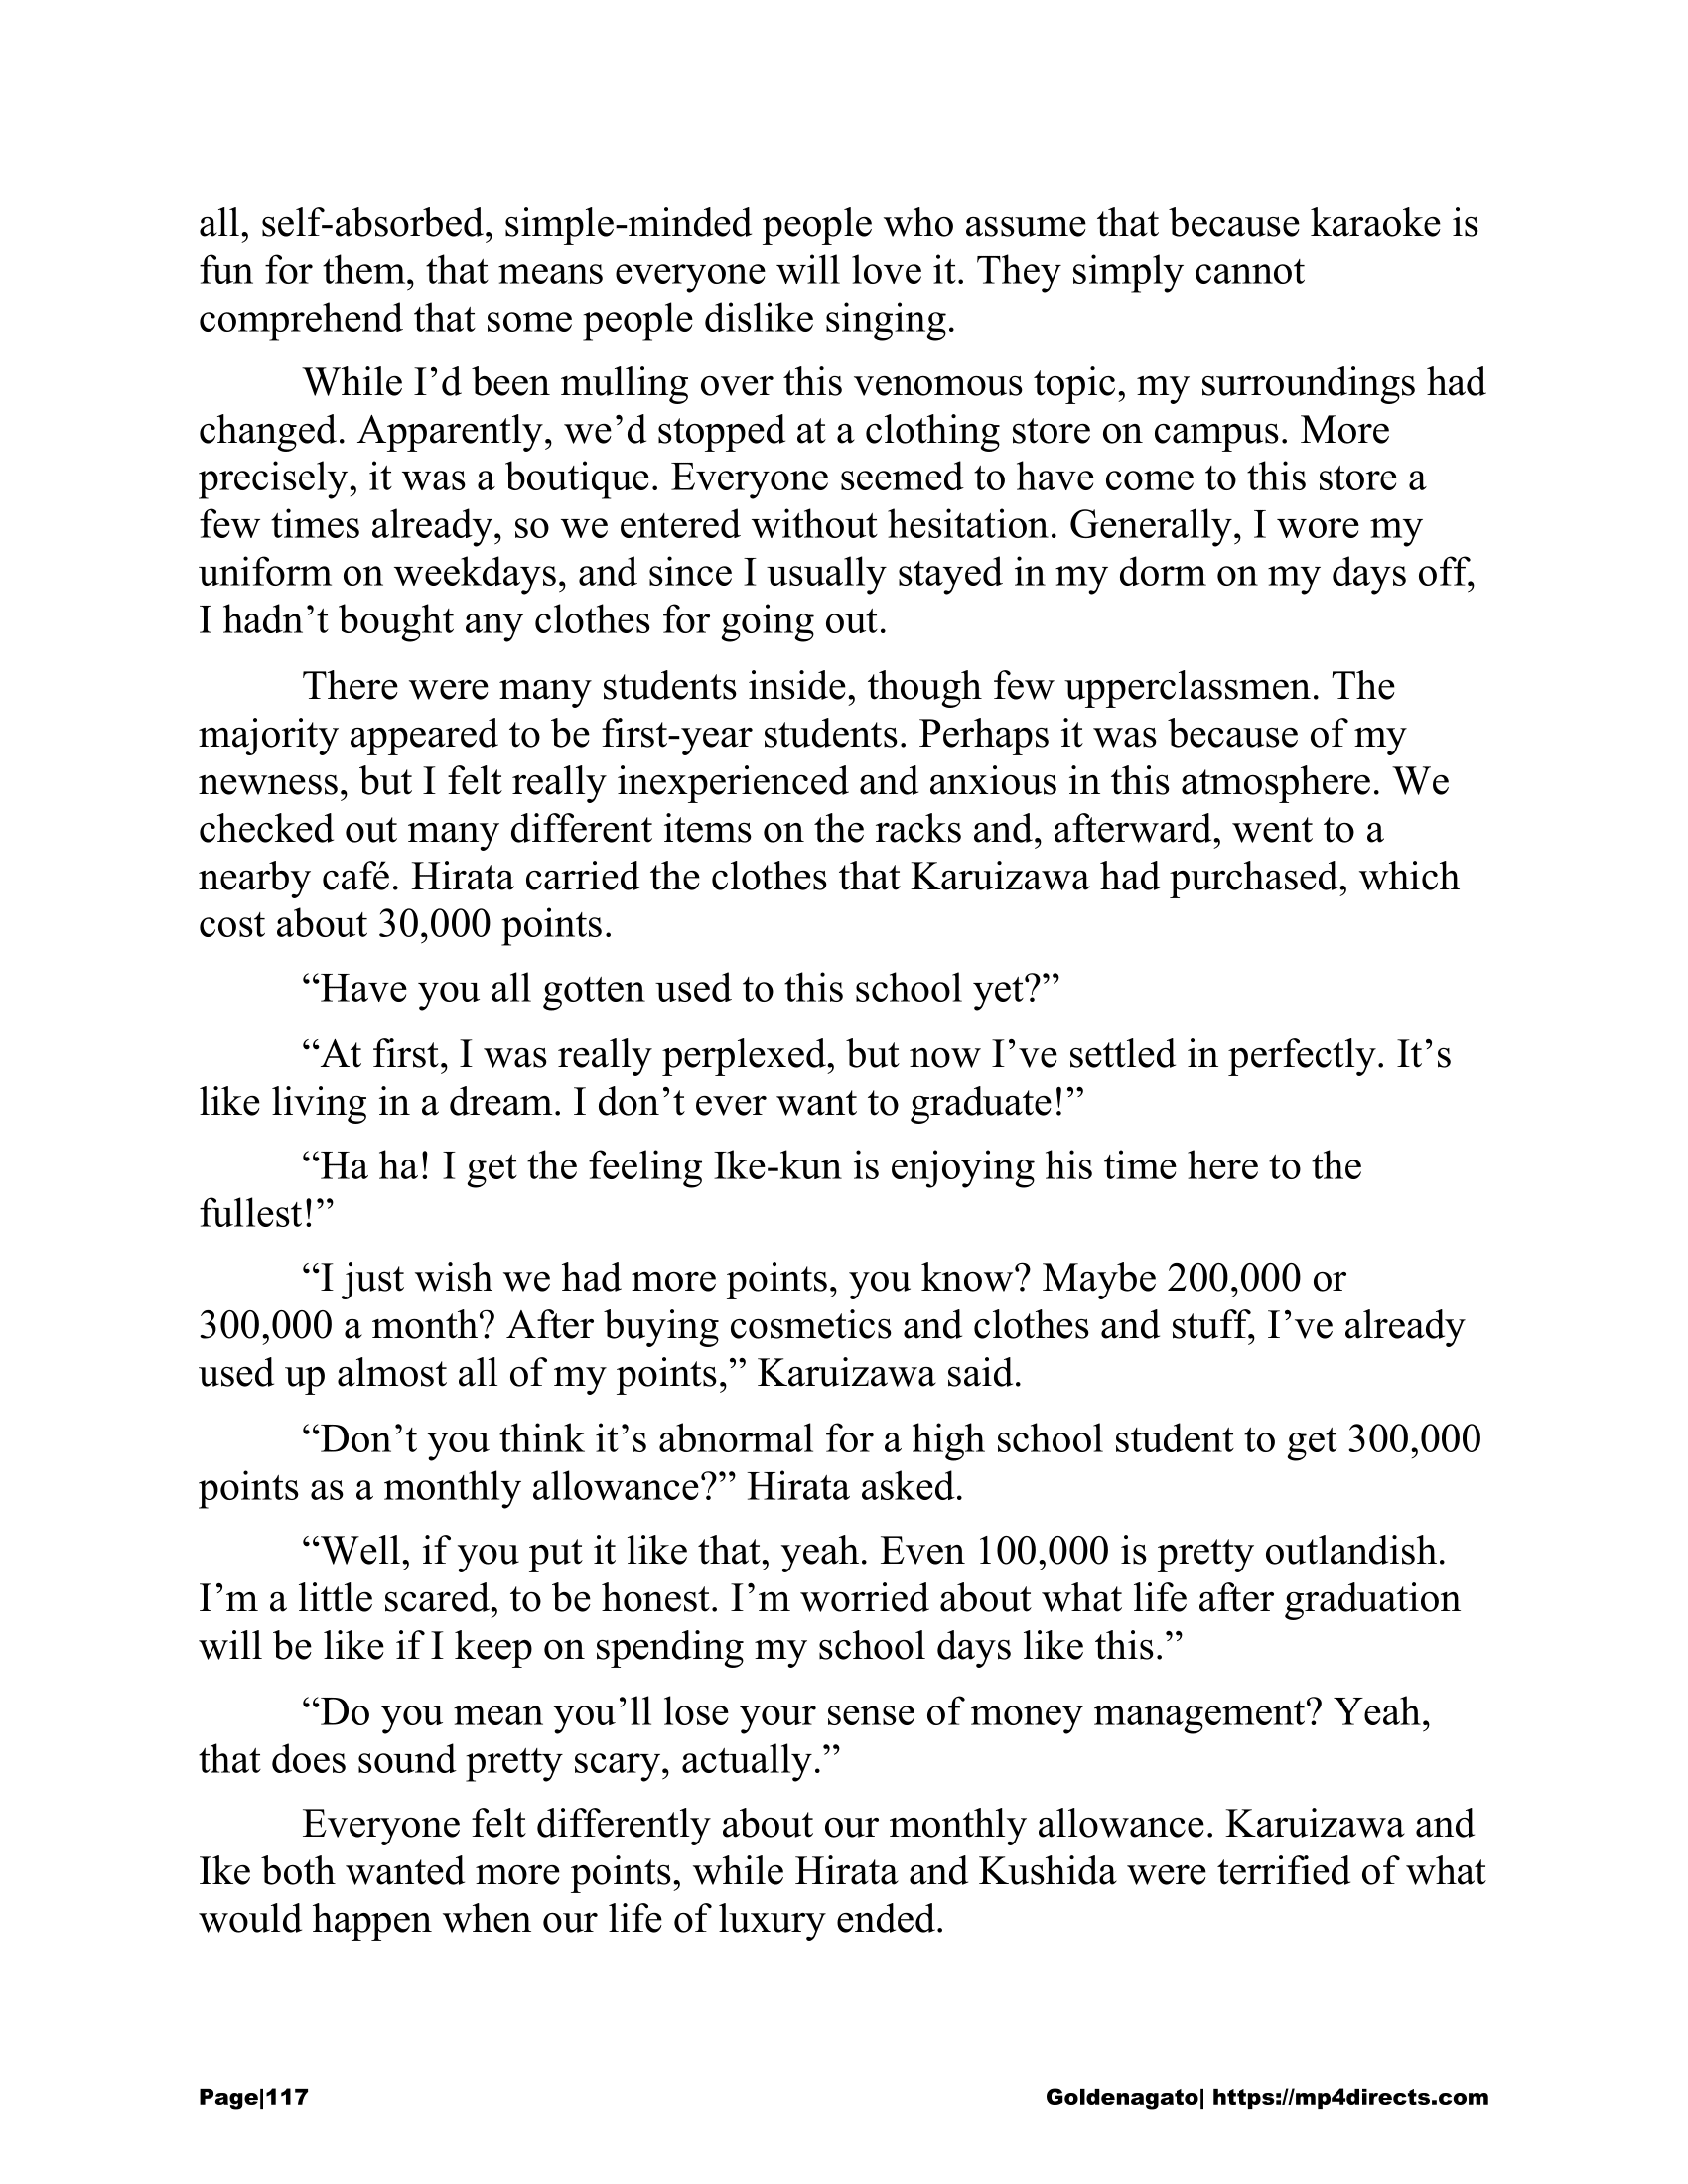 all, self-absorbed, simple-minded people who assume that because karaoke is
fun for them, that means everyone will love it. They simply cannot
comprehend that some people dislike singing.
While I’d been mulling over this venomous topic, my surroundings had
changed. Apparently, we’d stopped at a clothing store on campus. More
precisely, it was a boutique. Everyone seemed to have come to this store a
few times already, so we entered without hesitation. Generally, I wore my
uniform on weekdays, and since I usually stayed in my dorm on my days off,
I hadn’t bought any clothes for going out.
There were many students inside, though few upperclassmen. The
majority appeared to be first-year students. Perhaps it was because of my
newness, but I felt really inexperienced and anxious in this atmosphere. We
checked out many different items on the racks and, afterward, went to a
nearby café. Hirata carried the clothes that Karuizawa had purchased, which
cost about 30,000 points.
“Have you all gotten used to this school yet?”
“At first, I was really perplexed, but now I’ve settled in perfectly. It’s
like living in a dream. I don’t ever want to graduate!”
“Ha ha! I get the feeling Ike-kun is enjoying his time here to the
fullest!”
“I just wish we had more points, you know? Maybe 200,000 or
300,000 a month? After buying cosmetics and clothes and stuff, I’ve already
used up almost all of my points,” Karuizawa said.
“Don’t you think it’s abnormal for a high school student to get 300,000
points as a monthly allowance?” Hirata asked.
“Well, if you put it like that, yeah. Even 100,000 is pretty outlandish.
I’m a little scared, to be honest. I’m worried about what life after graduation
will be like if I keep on spending my school days like this.”
“Do you mean you’ll lose your sense of money management? Yeah,
that does sound pretty scary, actually.”
Everyone felt differently about our monthly allowance. Karuizawa and
Ike both wanted more points, while Hirata and Kushida were terrified of what
would happen when our life of luxury ended.
Page|117 Goldenagato| https://mp4directs.com